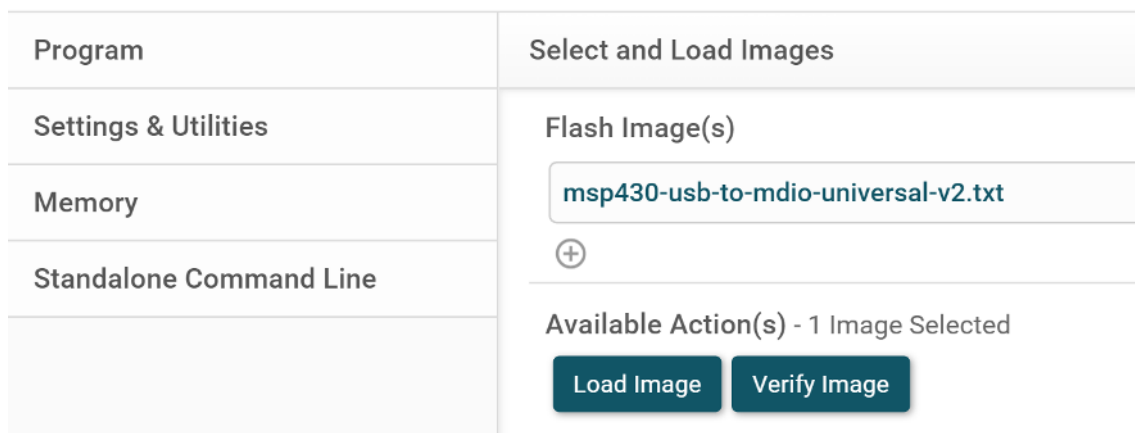 Program
Settings & Utilities
Memory
Standalone Command Line
Select and Load Images
Flash Image(s)
msp430-usb-to-mdio-universal-v2.txt
Available Action(s) - 1 Image Selected
Load Image
Verify Image